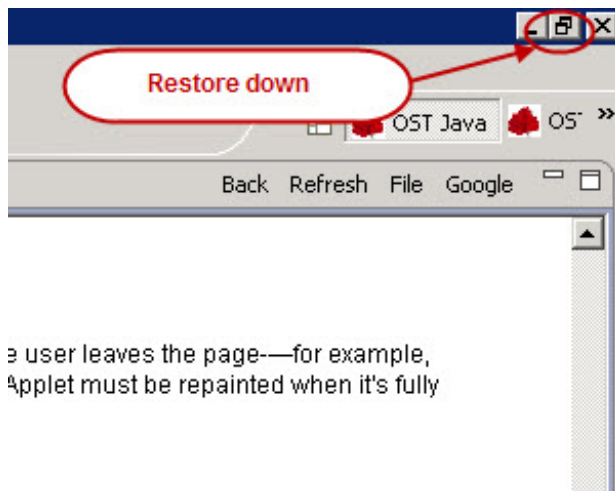 Restore down
OST Java OS
Back Refresh File Google
e user leaves the page-—for example,
Applet must be repainted when it's fully